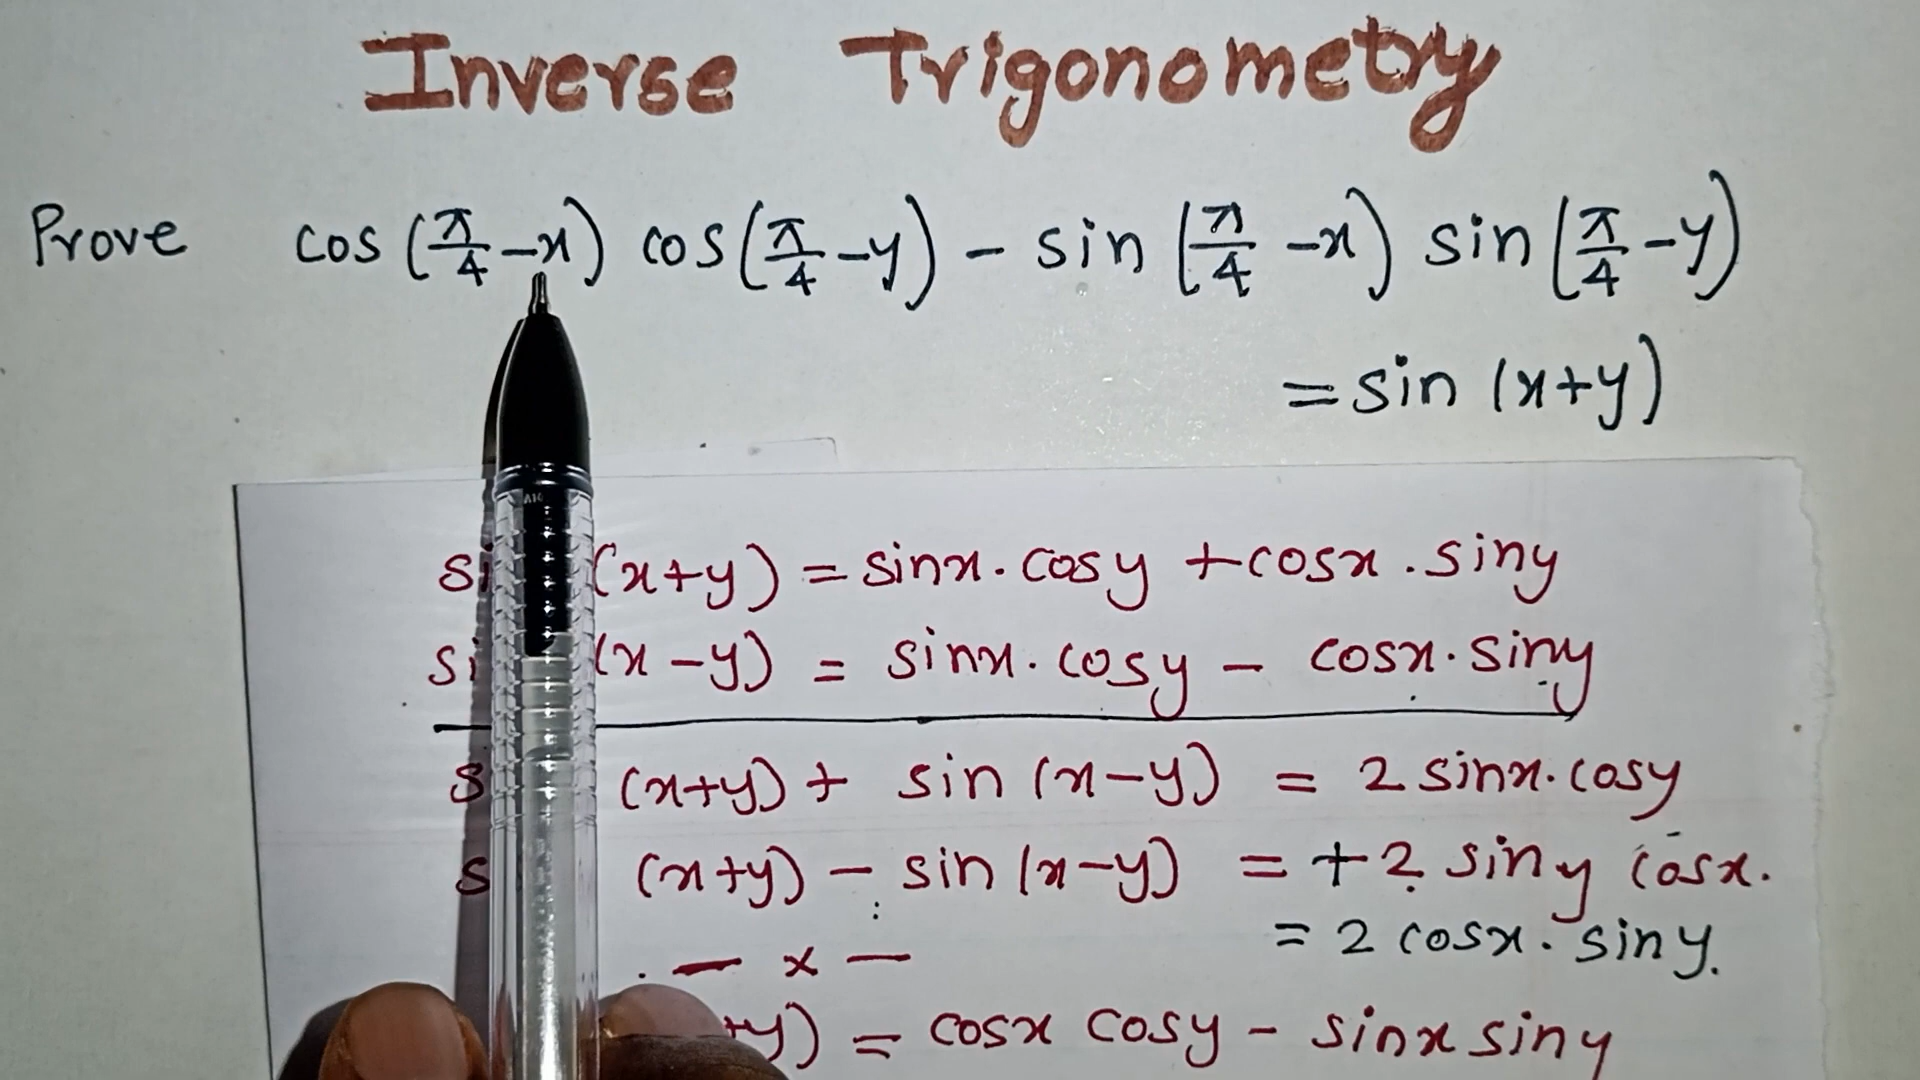 Inverse Trigonometry
Prove cos (π/4 -x) cos (π/4 -y) - sin (π/4 -x) sin (π/4 -y)
= sin (x+y)
(x+y) = sinx. cosy + cosx . siny
(x -y) = sinx. cosy - cosx. siny
(x+y) + sin (x-y) = 2 sinx. cosy
(x+y) - sin (x-y) = +2 siny cosx.
= 2 cosx. siny.
- x -
+y) = cosx cosy - sinx siny